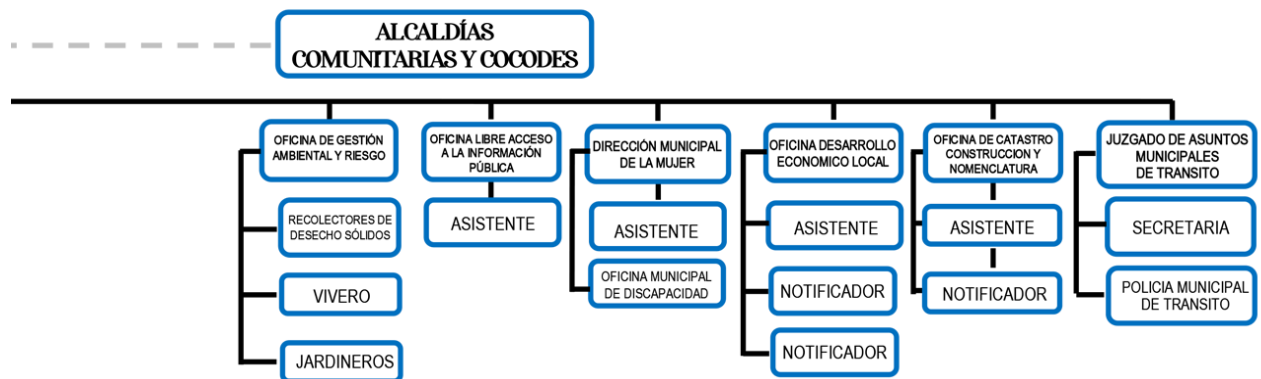 ALCALDÍAS
COMUNITARIAS Y COCODES
OFICINA DE GESTIÓN
AMBIENTAL Y RIESGO
RECOLECTORES DE
DESECHO SÓLIDOS
VIVERO
JARDINEROS
OFICINA LIBRE ACCESO
A LA INFORMACIÓN
PÚBLICA
ASISTENTE
DIRECCIÓN MUNICIPAL
DE LA MUJER
ASISTENTE
OFICINA MUNICIPAL
DE DISCAPACIDAD
OFICINA DESARROLLO
ECONOMICO LOCAL
ASISTENTE
NOTIFICADOR
NOTIFICADOR
OFICINA DE CATASTRO
CONSTRUCCION Y
NOMENCLATURA
ASISTENTE
NOTIFICADOR
JUZGADO DE ASUNTOS
MUNICIPALES
DE TRANSITO
SECRETARIA
POLICIA MUNICIPAL
DE TRANSITO